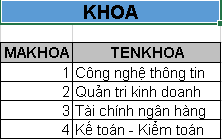 KHOA
MAKHOA TENKHOA
1 Công nghệ thông tin
2 Quản trị kinh doanh
3 Tài chính ngân hàng
4 Kế toán - Kiểm toán